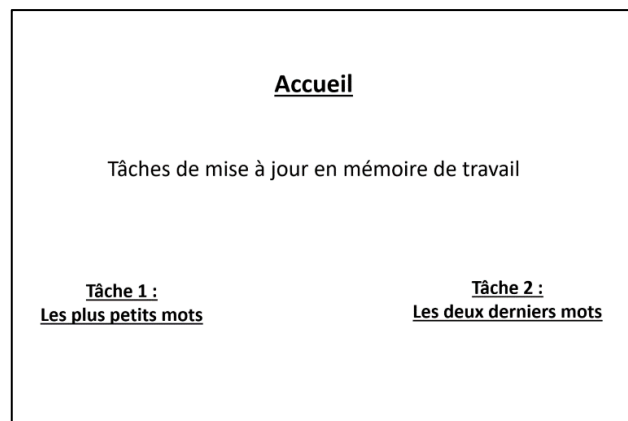 Accueil
Tâches de mise à jour en mémoire de travail
Tâche 1 :
Les plus petits mots
Tâche 2 :
Les deux derniers mots